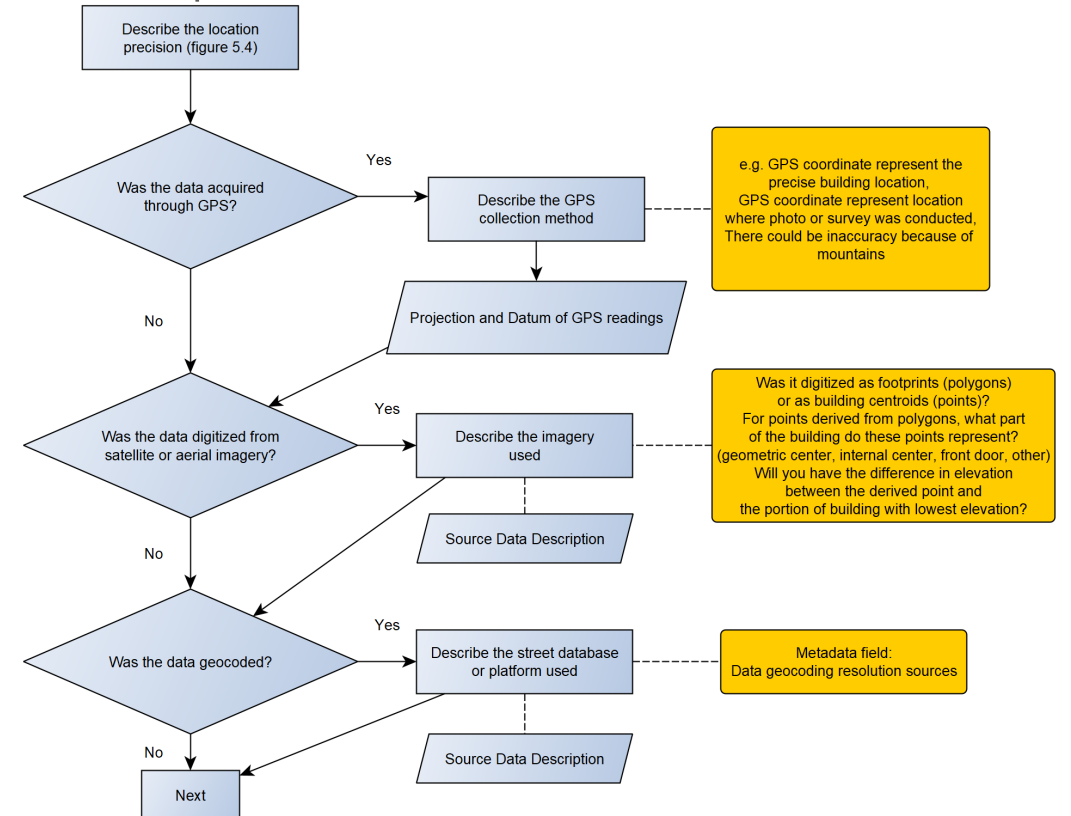 Describe the location
precision (figure 5.4)
Was the data acquired
through GPS?
Yes
Describe the GPS
collection method
e.g. GPS coordinate represent the
precise building location,
GPS coordinate represent location
where photo or survey was conducted,
There could be inaccuracy because of
mountains
No
Projection and Datum of GPS readings
Was the data digitized from
satellite or aerial imagery?
Yes
Describe the imagery
used
Was it digitized as footprints (polygons)
or as building centroids (points)?
For points derived from polygons, what part
of the building do these points represent?
(geometric center, internal center, front door, other)
Will you have the difference in elevation
between the derived point and
the portion of building with lowest elevation?
Source Data Description
No
Was the data geocoded?
Yes
Describe the street database
or platform used
Metadata field:
Data geocoding resolution sources
Source Data Description
No
Next